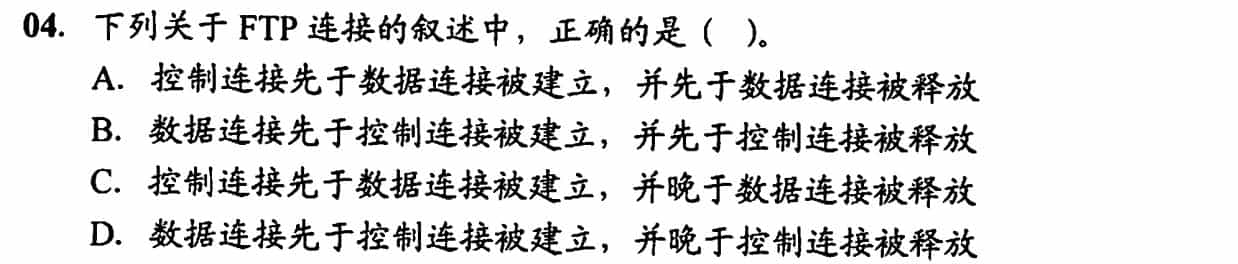 04. 下列关于 FTP 连接的叙述中，正确的是（ ）。
A. 控制连接先于数据连接被建立，并先于数据连接被释放
B. 数据连接先于控制连接被建立，并先于控制连接被释放
C. 控制连接先于数据连接被建立，并晚于数据连接被释放
D. 数据连接先于控制连接被建立，并晚于控制连接被释放